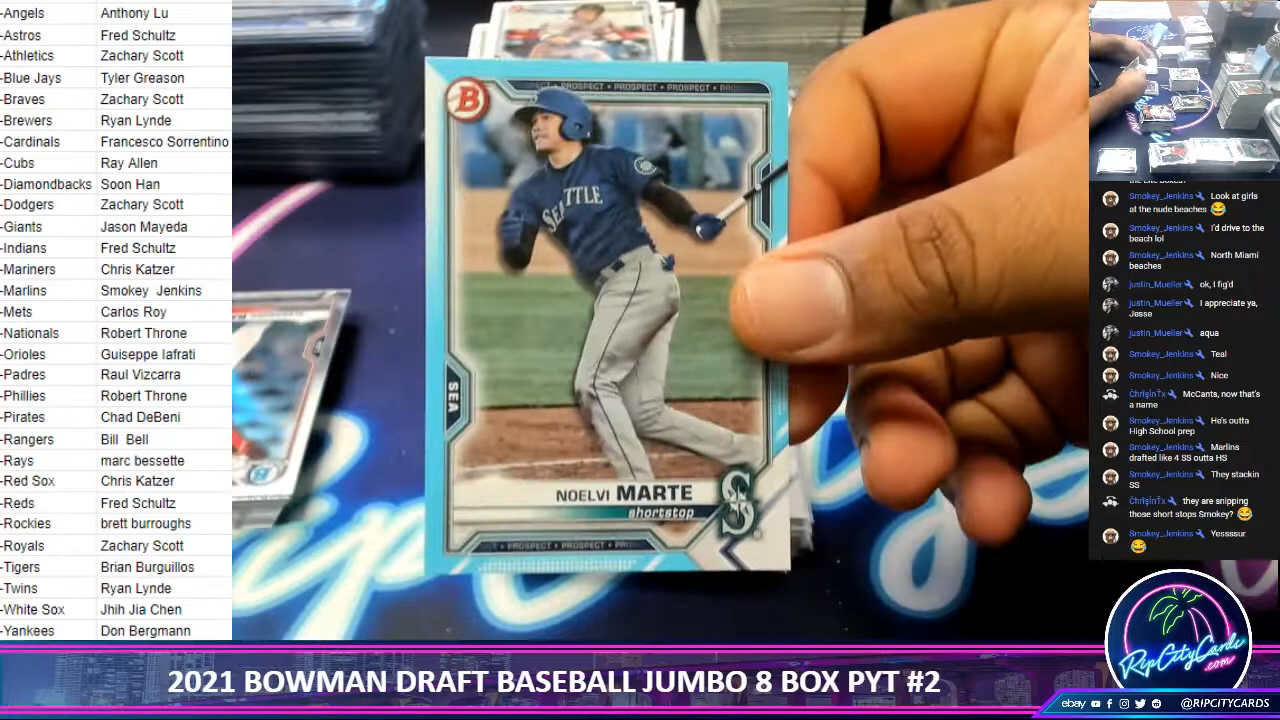 -Angels Anthony Lu
-Astros Fred Schultz
-Athletics Zachary Scott
-Blue Jays Tyler Greason
-Braves Zachary Scott
-Brewers Ryan Lynde
-Cardinals Francesco Sorrentino
-Cubs Ray Allen
-Diamondbacks Soon Han
-Dodgers Zachary Scott
-Giants Jason Mayeda
-Indians Fred Schultz
-Mariners Chris Katzer
-Marlins Smokey Jenkins
-Mets Carlos Roy
-Nationals Robert Throne
-Orioles Guiseppe Iafrati
-Padres Raul Vizcarra
-Phillies Robert Throne
-Pirates Chad DeBeni
-Rangers Bill Bell
-Rays marc bessette
-Red Sox Chris Katzer
-Reds Fred Schultz
-Rockies brett burroughs
-Royals Zachary Scott
-Tigers Brian Burguillos
-Twins Ryan Lynde
-White Sox Jhih Jia Chen
-Yankees Don Bergmann
B
PROSPECT • PROSPECT • PROSPECT
SEATTLE
SEA
NOELVI MARTE
shortstop
S
• PROSPECT • PROSPECT •
Smokey_Jenkins Look at girls
at the nude beaches 😂
Smokey_Jenkins I'd drive to the
beach lol
Smokey_Jenkins North Miami
beaches
justin_Mueller ok, I fig'd
justin_Mueller I appreciate ya,
Jesse
justin_Mueller aqua
Smokey_Jenkins Teal
Smokey_Jenkins Nice
McCants, now that's
a name
Smokey_Jenkins He's outta
High School prep
Smokey_Jenkins Marlins
drafted like 4 SS outta HS
Smokey_Jenkins They stackin
SS
they are snipping
those short stops Smokey? 😂
Smokey_Jenkins Yesssssur
😂
RipCityCards
.com
2021 BOWMAN DRAFT BASEBALL JUMBO 8 BOX PYT #2
ebay @RIPCITYCARDS